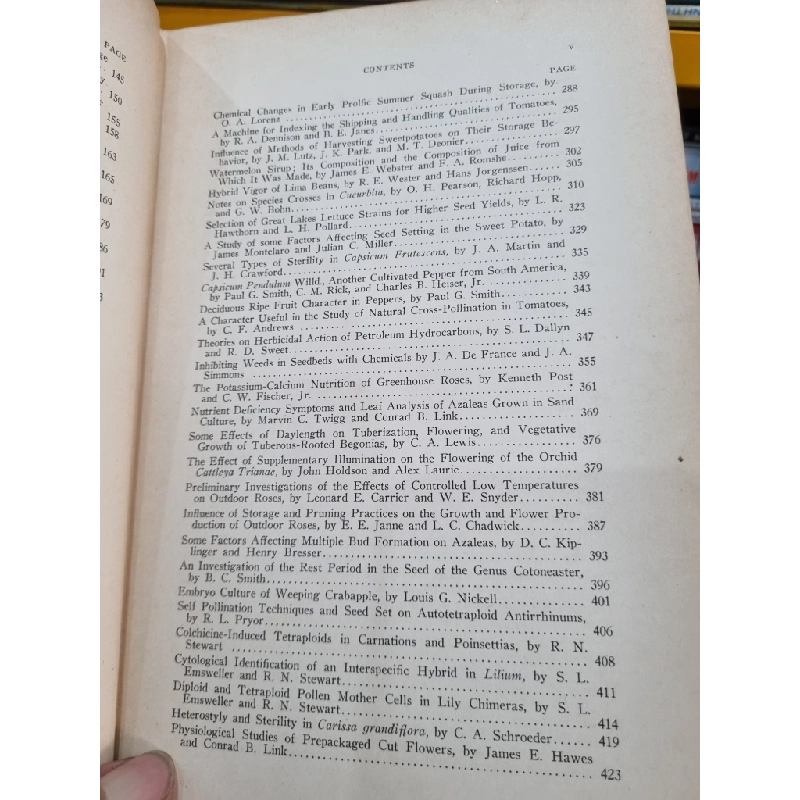 PAGE
148
150
155
158
163
165
169
79
86
91
v
CONTENTS
PAGE
Chemical Changes in Early Prolific Summer Squash During Storage, by
O. A. Lorenz 288
A Machine for Indexing the Shipping and Handling Qualities of Tomatoes,
by R. A. Dennison and B. E. Janes 295
Influence of Methods of Harvesting Sweetpotatoes on Their Storage Be-
havior, by J. M. Lutz, J. K. Park, and M. T. Deonier 297
Watermelon Sirup; Its Composition and the Composition of Juice from
Which It Was Made, by James E. Webster and F. A. Romshe 302
Hybrid Vigor of Lima Beans, by R. E. Wester and Hans Jorgenssen 305
Notes on Species Crosses in Cucurbita, by O. H. Pearson, Richard Hopp,
and G. W. Bohn 310
Selection of Great Lakes Lettuce Strains for Higher Seed Yields, by L. R.
Hawthorn and L. H. Pollard 323
A Study of some Factors Affecting Seed Setting in the Sweet Potato, by
James Montelaro and Julian C. Miller 329
Several Types of Sterility in Capsicum Frutescens, by J. A. Martin and
J. H. Crawford 335
Capsicum Pendulum Willd., Another Cultivated Pepper from South America,
by Paul G. Smith, C. M. Rick, and Charles B. Heiser, Jr. 339
Deciduous Ripe Fruit Character in Peppers, by Paul G. Smith 343
A Character Useful in the Study of Natural Cross-Pollination in Tomatoes,
by C. F. Andrews 345
Theories on Herbicidal Action of Petroleum Hydrocarbons, by S. L. Dallyn
and R. D. Sweet 347
Inhibiting Weeds in Seedbeds with Chemicals by J. A. De France and J. A.
Simmons 355
The Potassium-Calcium Nutrition of Greenhouse Roses, by Kenneth Post
and C. W. Fischer, Jr. 361
Nutrient Deficiency Symptoms and Leaf Analysis of Azaleas Grown in Sand
Culture, by Marvin C. Twigg and Conrad B. Link 369
Some Effects of Daylength on Tuberization, Flowering, and Vegetative
Growth of Tuberous-Rooted Begonias, by C. A. Lewis 376
The Effect of Supplementary Illumination on the Flowering of the Orchid
Cattleya Trianae, by John Holdson and Alex Laurie 379
Preliminary Investigations of the Effects of Controlled Low Temperatures
on Outdoor Roses, by Leonard E. Carrier and W. E. Snyder 381
Influence of Storage and Pruning Practices on the Growth and Flower Pro-
duction of Outdoor Roses, by E. E. Janne and L. C. Chadwick 387
Some Factors Affecting Multiple Bud Formation on Azaleas, by D. C. Kip-
linger and Henry Bresser 393
An Investigation of the Rest Period in the Seed of the Genus Cotoneaster,
by B. C. Smith 396
Embryo Culture of Weeping Crabapple, by Louis G. Nickell 401
Self Pollination Techniques and Seed Set on Autotetraploid Antirrhinums,
by R. L. Pryor 406
Colchicine-Induced Tetraploids in Carnations and Poinsettias, by R. N.
Stewart 408
Cytological Identification of an Interspecific Hybrid in Lilium, by S. L.
Emsweller and R. N. Stewart 411
Diploid and Tetraploid Pollen Mother Cells in Lily Chimeras, by S. L.
Emsweller and R. N. Stewart 414
Heterostyly and Sterility in Carissa grandiflora, by C. A. Schroeder 419
Physiological Studies of Prepackaged Cut Flowers, by James E. Hawes
and Conrad B. Link 423